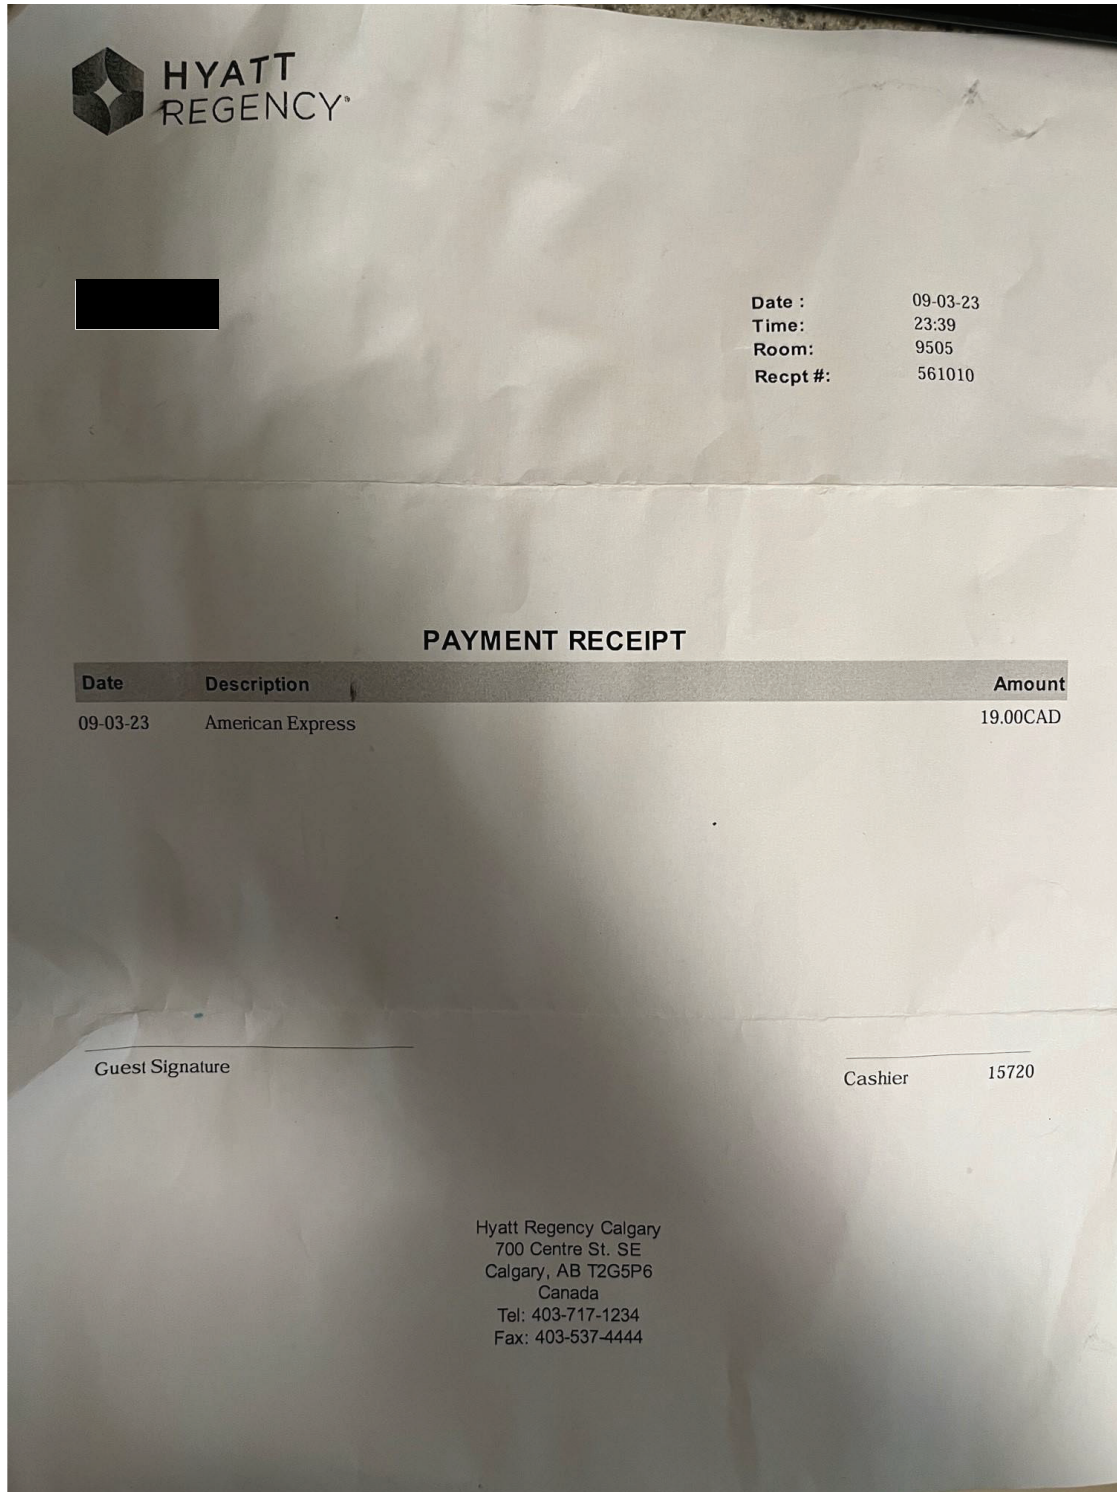 HYATT
REGENCY®
Date : 09-03-23
Time: 23:39
Room: 9505
Recpt #: 561010
PAYMENT RECEIPT
Date Description Amount
09-03-23 American Express 19.00CAD
Guest Signature Cashier 15720
Hyatt Regency Calgary
700 Centre St. SE
Calgary, AB T2G5P6
Canada
Tel: 403-717-1234
Fax: 403-537-4444